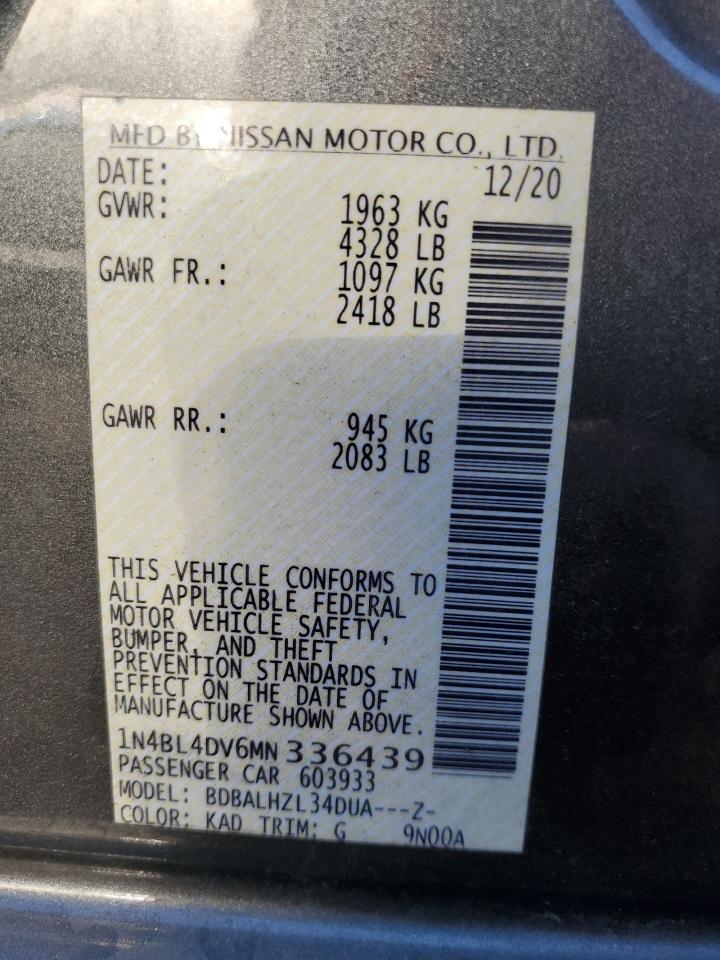 MFD BY NISSAN MOTOR CO., LTD.
DATE: 12/20
GVWR: 1963 KG
4328 LB
GAWR FR.: 1097 KG
2418 LB
GAWR RR.: 945 KG
2083 LB
THIS VEHICLE CONFORMS TO
ALL APPLICABLE FEDERAL
MOTOR VEHICLE SAFETY,
BUMPER, AND THEFT
PREVENTION STANDARDS IN
EFFECT ON THE DATE OF
MANUFACTURE SHOWN ABOVE.
1N4BL4DV6MN336439
PASSENGER CAR 603933
MODEL: BDBALHZL34DUA---Z-
COLOR: KAD TRIM: G 9N00A